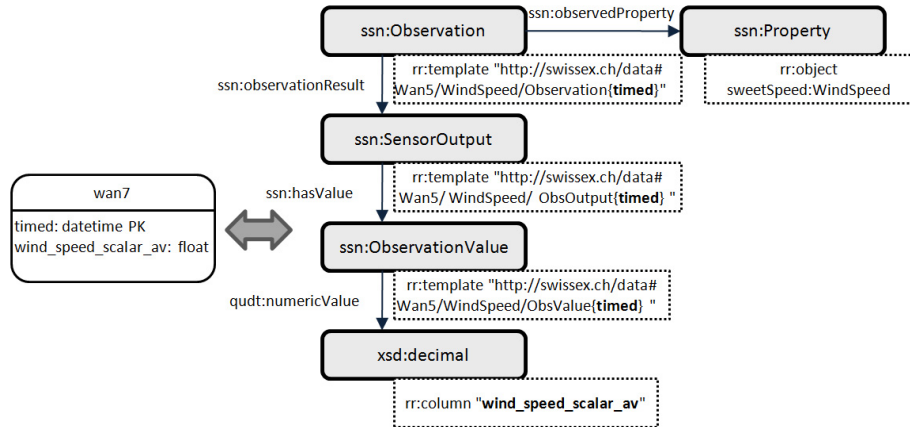 ssn:observedProperty
ssn:Observation
ssn:Property
rr:template "http://swissex.ch/data#
Wan5/WindSpeed/Observation{timed}"
rr:object
sweetSpeed:WindSpeed
ssn:observationResult
ssn:SensorOutput
rr:template "http://swissex.ch/data#
Wan5/ WindSpeed/ ObsOutput{timed} "
wan7
timed: datetime PK
wind_speed_scalar_av: float
ssn:hasValue
ssn:ObservationValue
rr:template "http://swissex.ch/data#
Wan5/WindSpeed/ObsValue{timed} "
qudt:numericValue
xsd:decimal
rr:column "wind_speed_scalar_av"